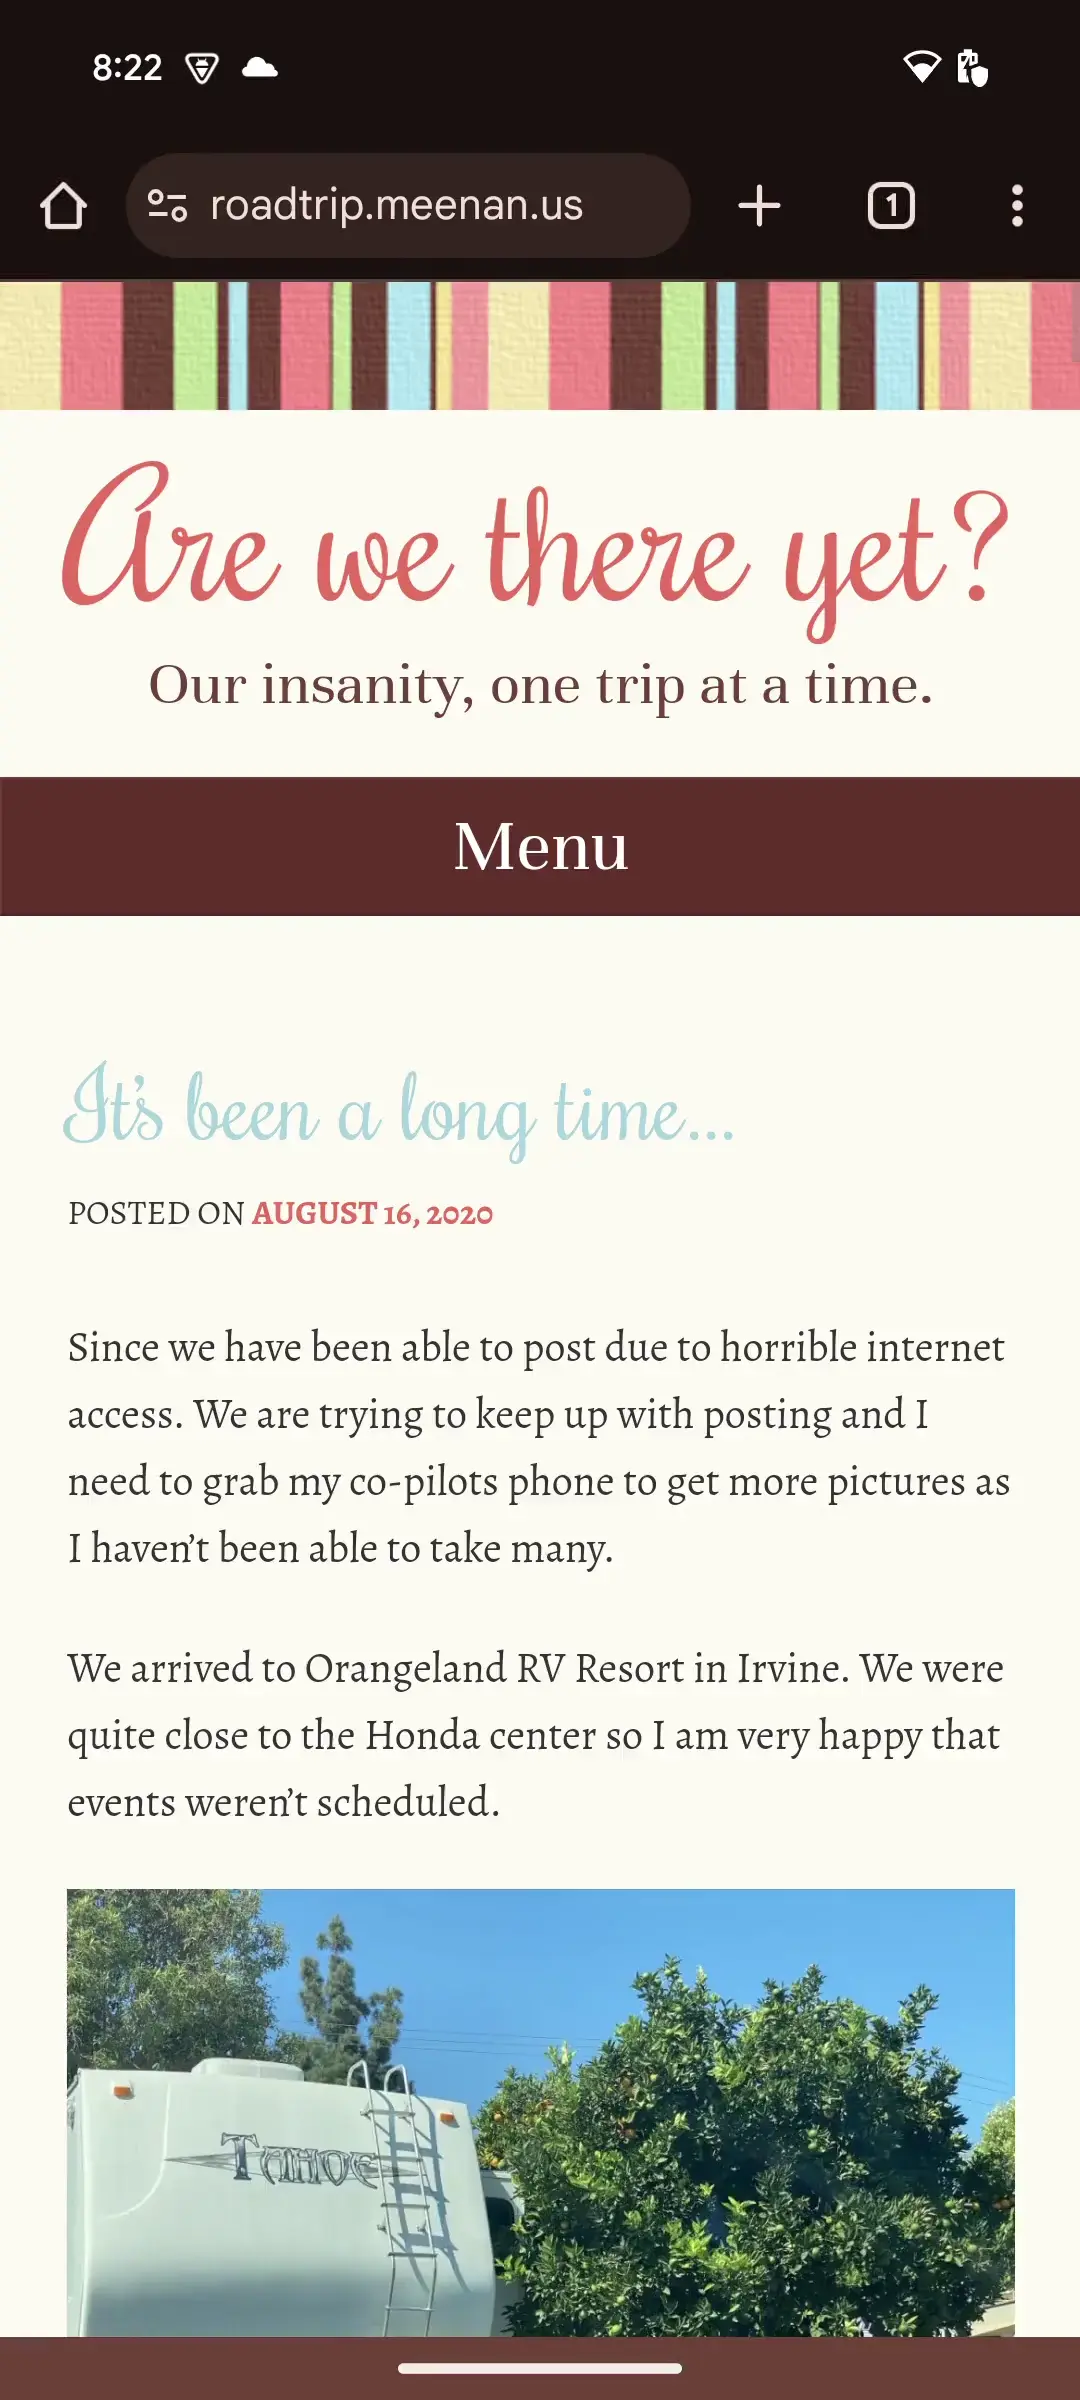 8:22
roadtrip.meenan.us
1
Are we there yet?
Our insanity, one trip at a time.
Menu
It's been a long time...
POSTED ON AUGUST 16, 2020
Since we have been able to post due to horrible internet
access. We are trying to keep up with posting and I
need to grab my co-pilots phone to get more pictures as
I haven't been able to take many.
We arrived to Orangeland RV Resort in Irvine. We were
quite close to the Honda center so I am very happy that
events weren't scheduled.
TAHOE